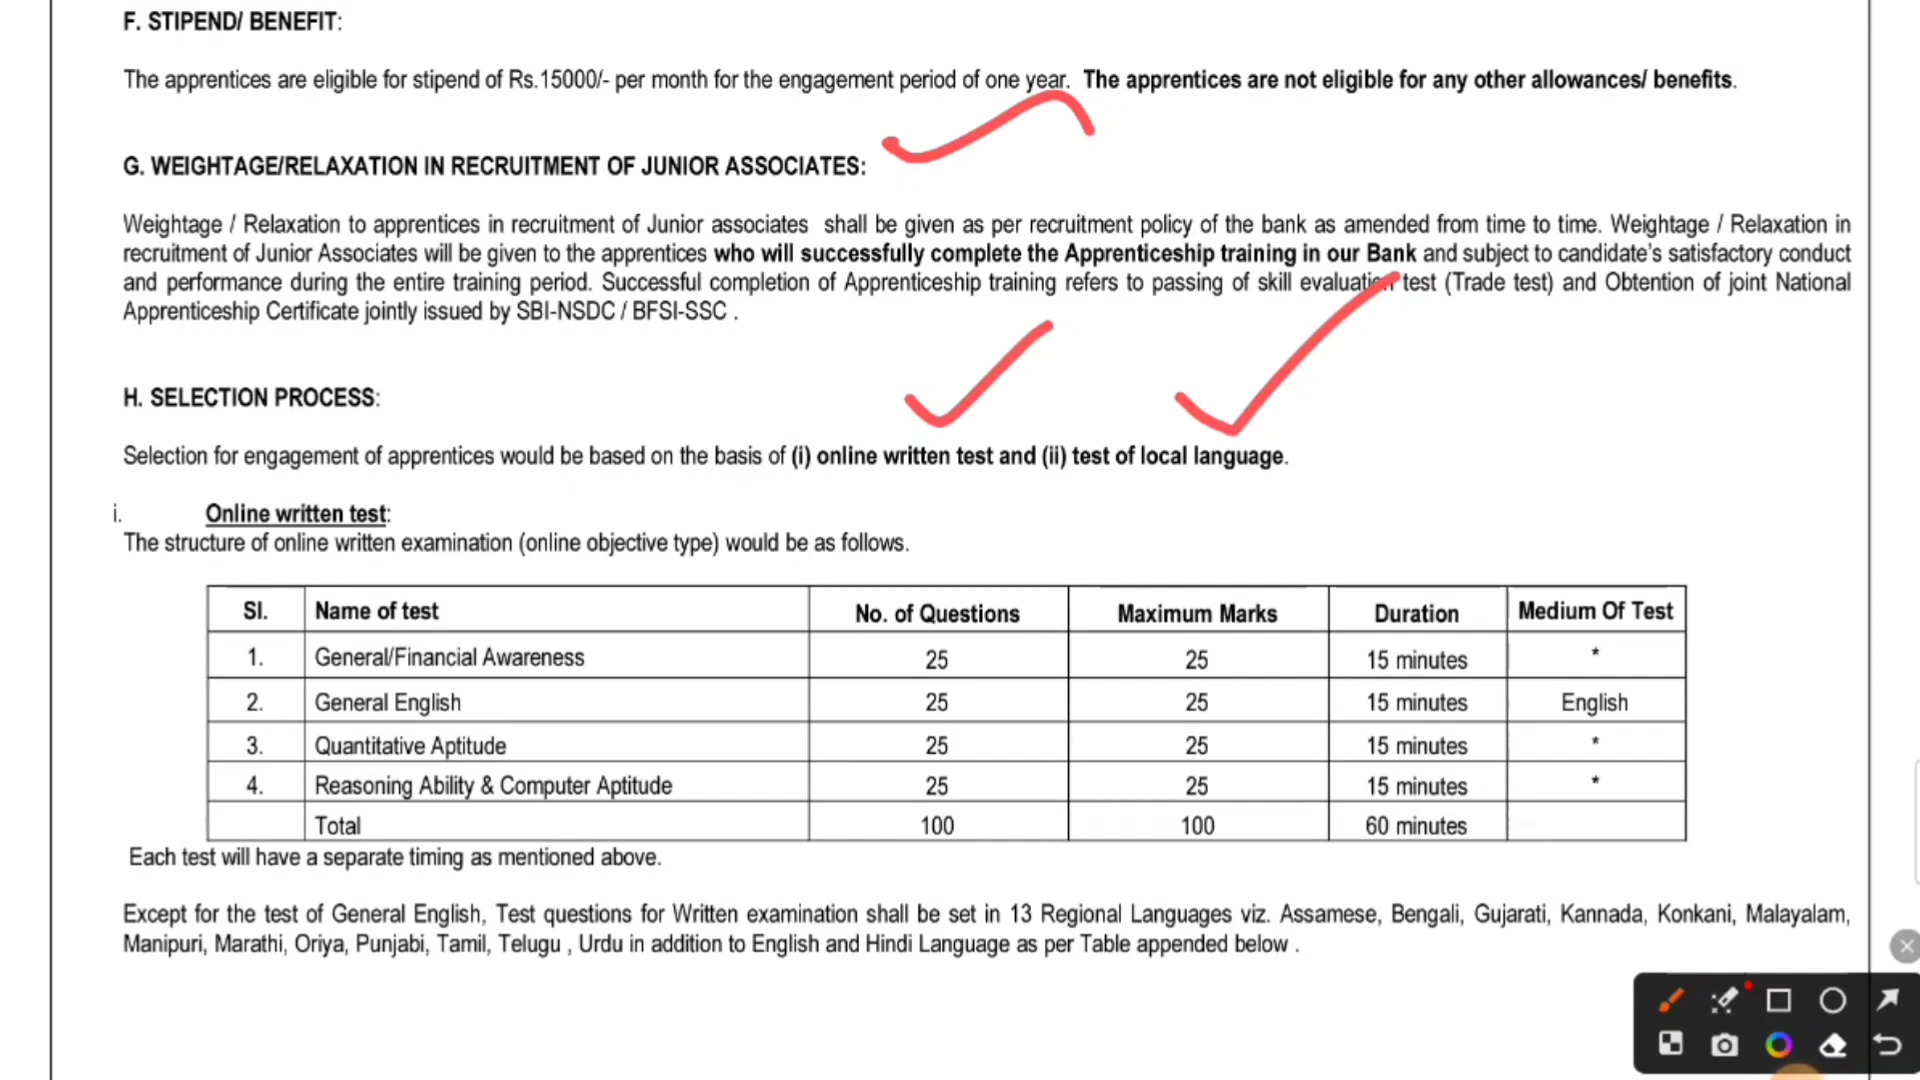 F. STIPEND/ BENEFIT:
The apprentices are eligible for stipend of Rs.15000/- per month for the engagement period of one year. The apprentices are not eligible for any other allowances/ benefits.
G. WEIGHTAGE/RELAXATION IN RECRUITMENT OF JUNIOR ASSOCIATES:
Weightage / Relaxation to apprentices in recruitment of Junior associates shall be given as per recruitment policy of the bank as amended from time to time. Weightage / Relaxation in
recruitment of Junior Associates will be given to the apprentices who will successfully complete the Apprenticeship training in our Bank and subject to candidate's satisfactory conduct
and performance during the entire training period. Successful completion of Apprenticeship training refers to passing of skill evaluation test (Trade test) and Obtention of joint National
Apprenticeship Certificate jointly issued by SBI-NSDC / BFSI-SSC .
H. SELECTION PROCESS:
Selection for engagement of apprentices would be based on the basis of (i) online written test and (ii) test of local language.
i. Online written test:
The structure of online written examination (online objective type) would be as follows.
Sl. Name of test No. of Questions Maximum Marks Duration Medium Of Test
1. General/Financial Awareness 25 25 15 minutes *
2. General English 25 25 15 minutes English
3. Quantitative Aptitude 25 25 15 minutes *
4. Reasoning Ability & Computer Aptitude 25 25 15 minutes *
Total 100 100 60 minutes
Each test will have a separate timing as mentioned above.
Except for the test of General English, Test questions for Written examination shall be set in 13 Regional Languages viz. Assamese, Bengali, Gujarati, Kannada, Konkani, Malayalam,
Manipuri, Marathi, Oriya, Punjabi, Tamil, Telugu , Urdu in addition to English and Hindi Language as per Table appended below .